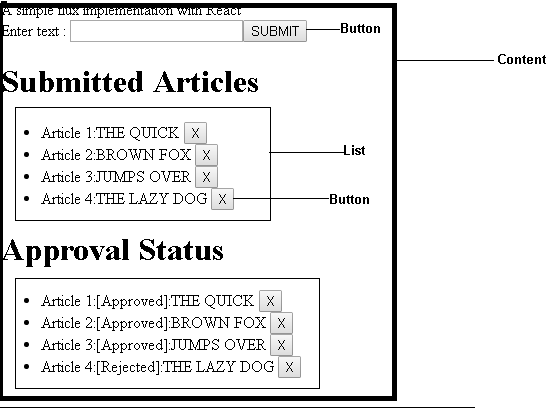 A simple flux implementation with React
Enter text : SUBMIT Button
Content
Submitted Articles
Article 1:THE QUICK X
Article 2:BROWN FOX X
List
Article 3:JUMPS OVER X
Article 4:THE LAZY DOG X Button
Approval Status
Article 1:[Approved]:THE QUICK X
Article 2:[Approved]:BROWN FOX X
Article 3:[Approved]:JUMPS OVER X
Article 4:[Rejected]:THE LAZY DOG X